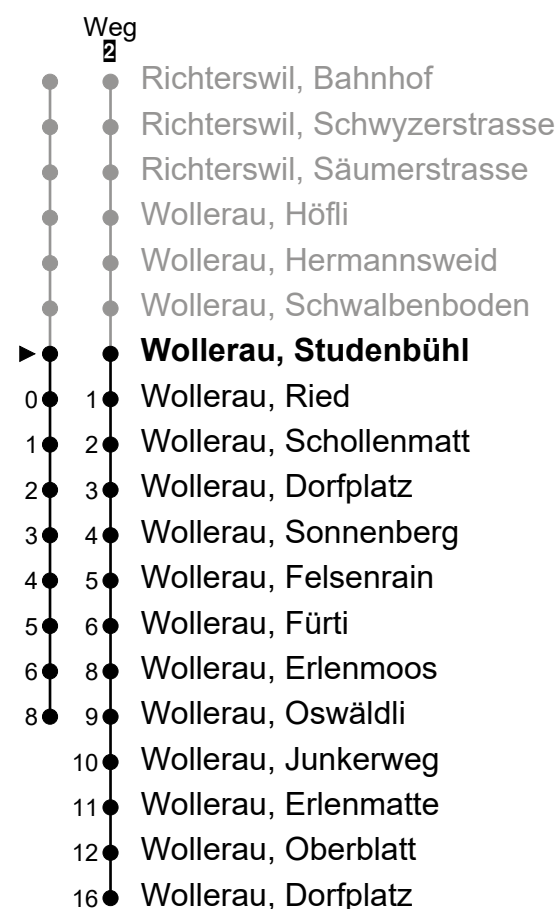 Weg
2
Richterswil, Bahnhof
Richterswil, Schwyzerstrasse
Richterswil, Säumerstrasse
Wollerau, Höfli
Wollerau, Hermannsweid
Wollerau, Schwalbenboden
Wollerau, Studenbühl
0 1 Wollerau, Ried
1 2 Wollerau, Schollenmatt
2 3 Wollerau, Dorfplatz
3 4 Wollerau, Sonnenberg
4 5 Wollerau, Felsenrain
5 6 Wollerau, Fürti
6 8 Wollerau, Erlenmoos
8 9 Wollerau, Oswäldli
10 Wollerau, Junkerweg
11 Wollerau, Erlenmatte
12 Wollerau, Oberblatt
16 Wollerau, Dorfplatz